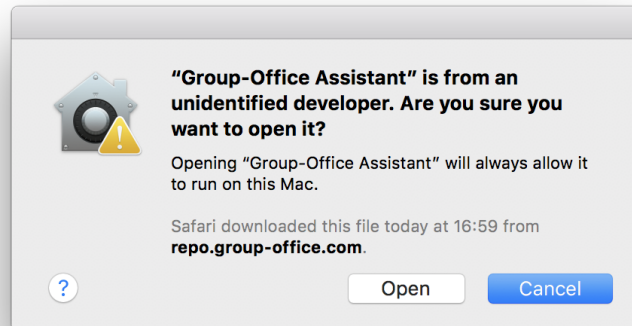 “Group-Office Assistant” is from an
unidentified developer. Are you sure you
want to open it?
Opening “Group-Office Assistant” will always allow it
to run on this Mac.
Safari downloaded this file today at 16:59 from
repo.group-office.com.
?
Open
Cancel